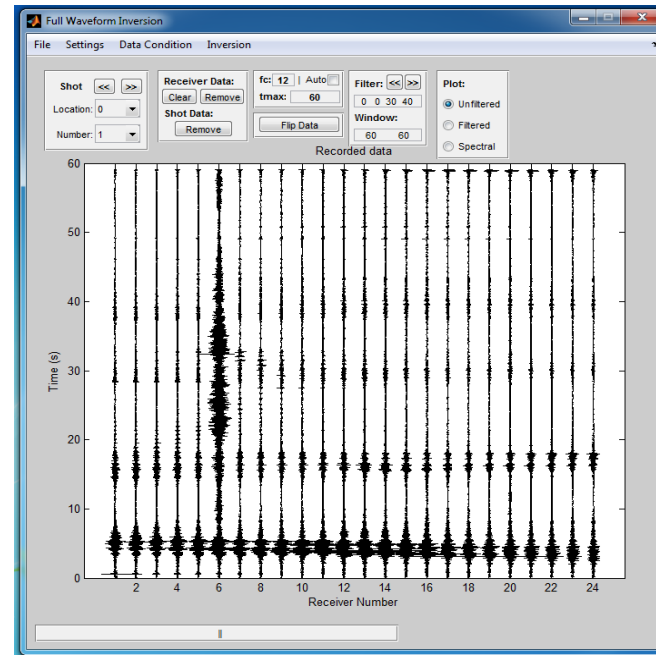 Full Waveform Inversion
File Settings Data Condition Inversion
Shot << >>
Location: 0
Number: 1
Receiver Data:
Clear Remove
Shot Data:
Remove
fc: 12 | Auto
tmax: 60
Flip Data
Filter: << >>
0 0 30 40
Window:
60 60
Plot:
Unfiltered
Filtered
Spectral
Recorded data
60
50
40
30
20
10
0
Time (s)
2 4 6 8 10 12 14 16 18 20 22 24
Receiver Number